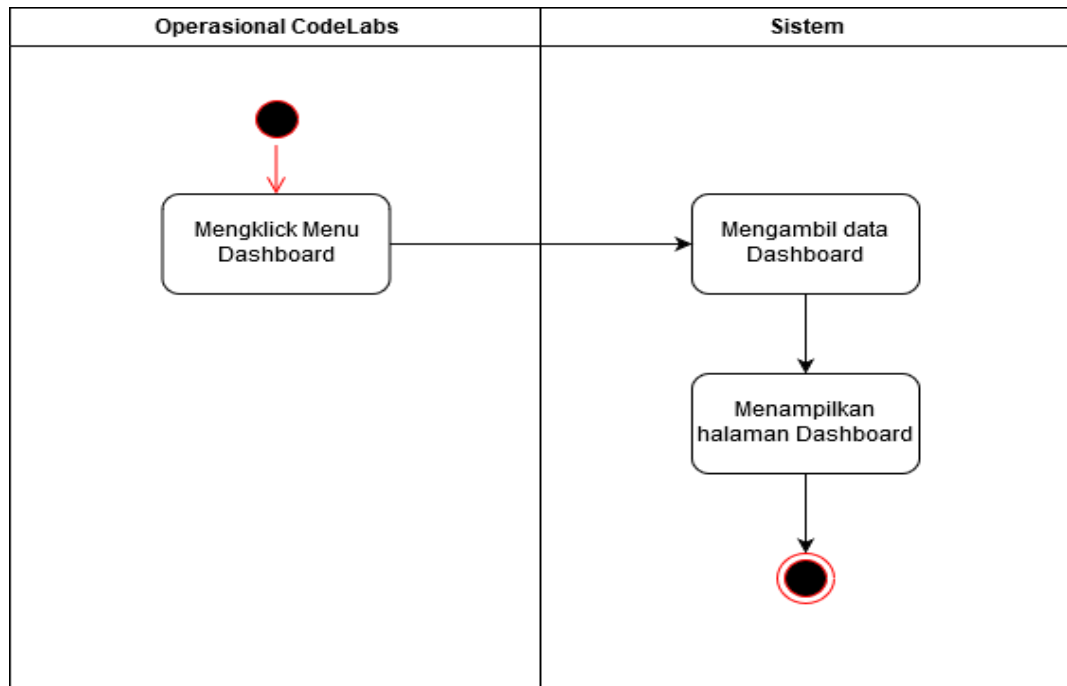 Operasional CodeLabs
Sistem
Mengklick Menu
Dashboard
Mengambil data
Dashboard
Menampilkan
halaman Dashboard